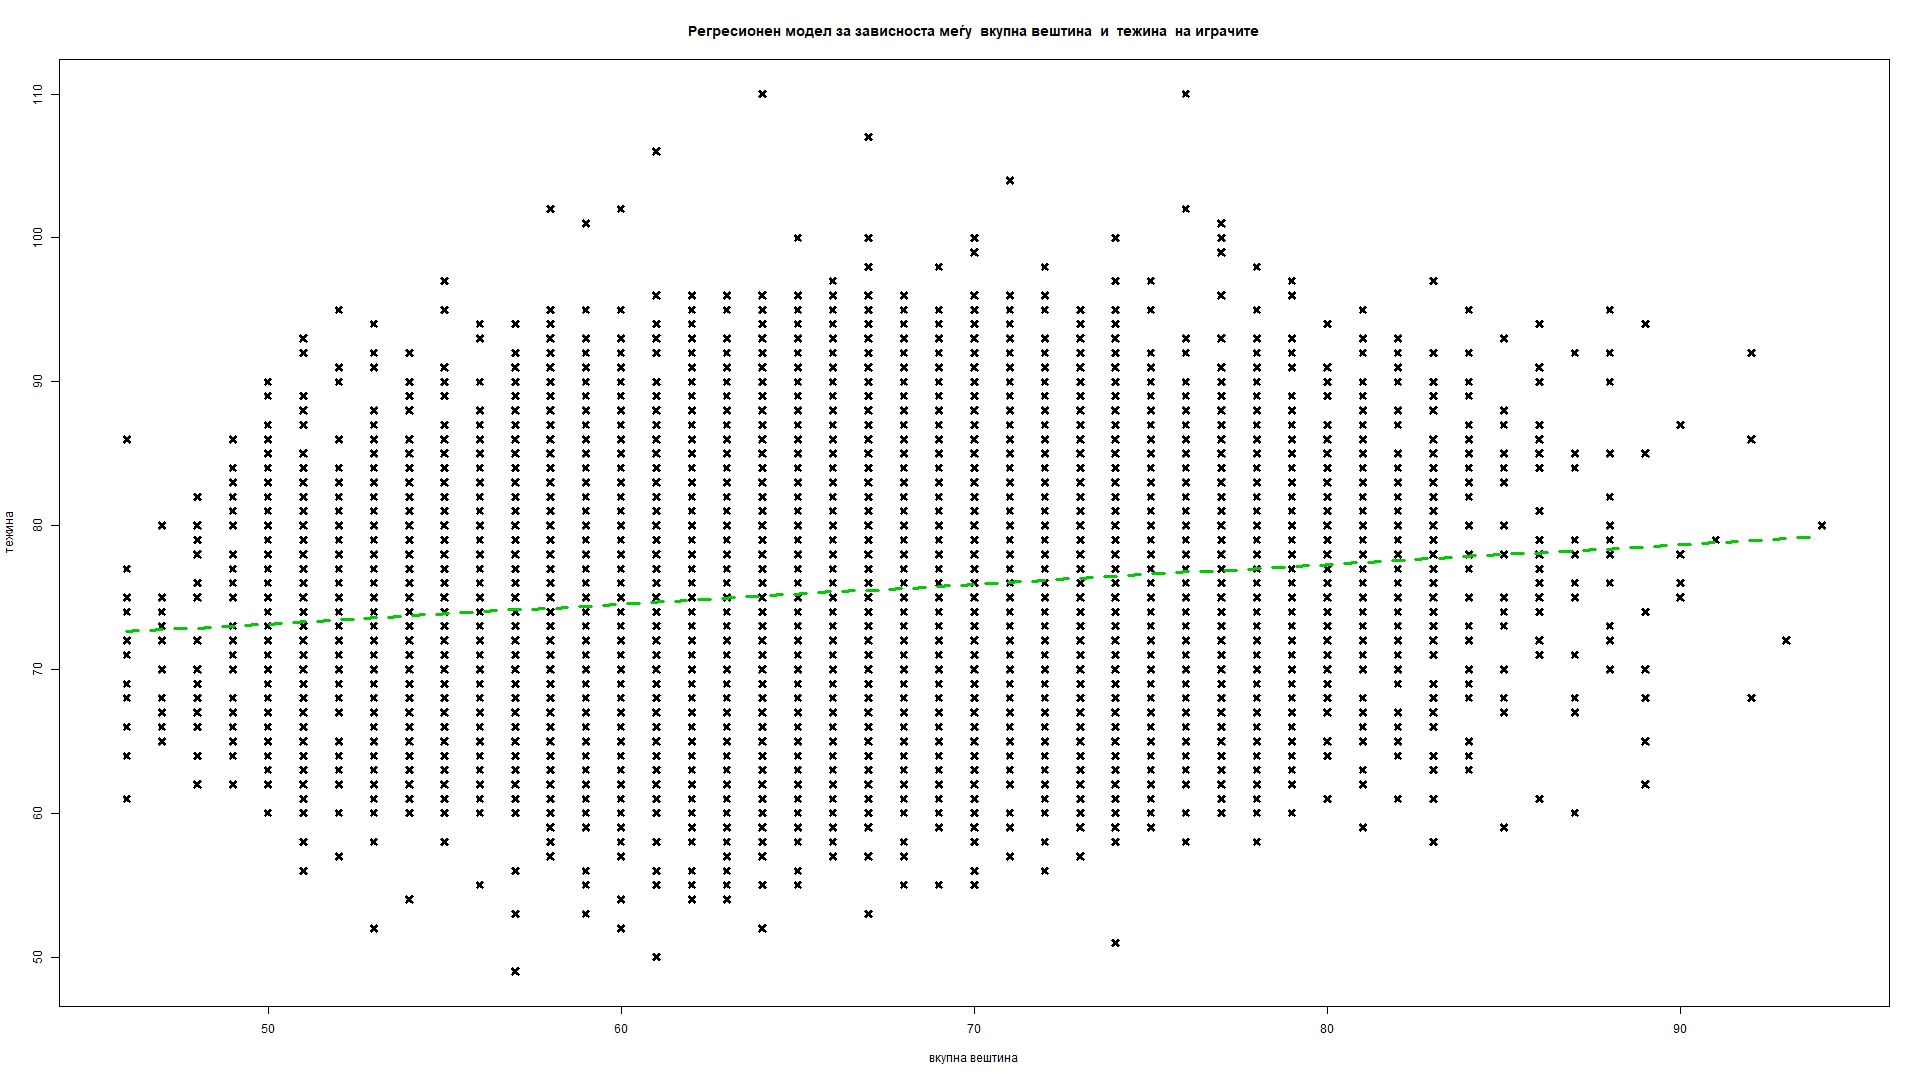 Регресионен модел за зависноста меѓу  вкупна вештина  и  тежина  на играчите
110
100
90
80
70
60
50
тежина
50 60 70 80 90
вкупна вештина